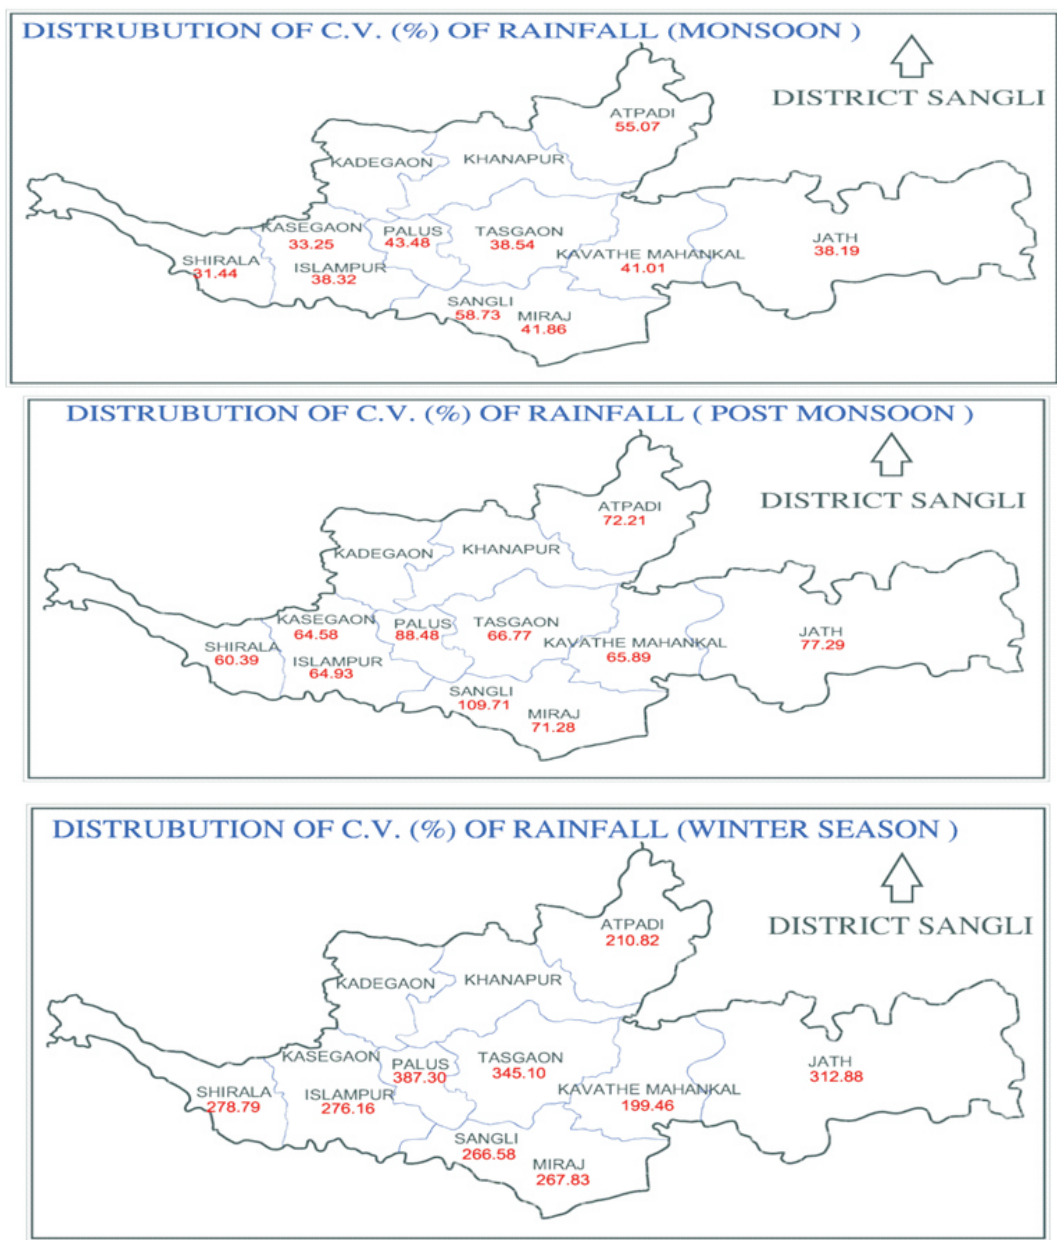 DISTRUBUTION OF C.V. (%) OF RAINFALL (MONSOON )
DISTRICT SANGLI
ATPADI
55.07
KADEGAON
KHANAPUR
KASEGAON
33.25
PALUS
43.48
TASGAON
38.54
JATH
38.19
SHIRALA
31.44
ISLAMPUR
38.32
KAVATHE MAHANKAL
41.01
SANGLI
58.73
MIRAJ
41.86
DISTRUBUTION OF C.V. (%) OF RAINFALL ( POST MONSOON )
DISTRICT SANGLI
ATPADI
72.21
KADEGAON
KHANAPUR
KASEGAON
64.58
PALUS
88.48
TASGAON
66.77
JATH
77.29
SHIRALA
60.39
ISLAMPUR
64.93
KAVATHE MAHANKAL
65.89
SANGLI
109.71
MIRAJ
71.28
DISTRUBUTION OF C.V. (%) OF RAINFALL (WINTER SEASON )
DISTRICT SANGLI
ATPADI
210.82
KADEGAON
KHANAPUR
KASEGAON
PALUS
387.30
TASGAON
345.10
JATH
312.88
SHIRALA
278.79
ISLAMPUR
276.16
KAVATHE MAHANKAL
199.46
SANGLI
266.58
MIRAJ
267.83